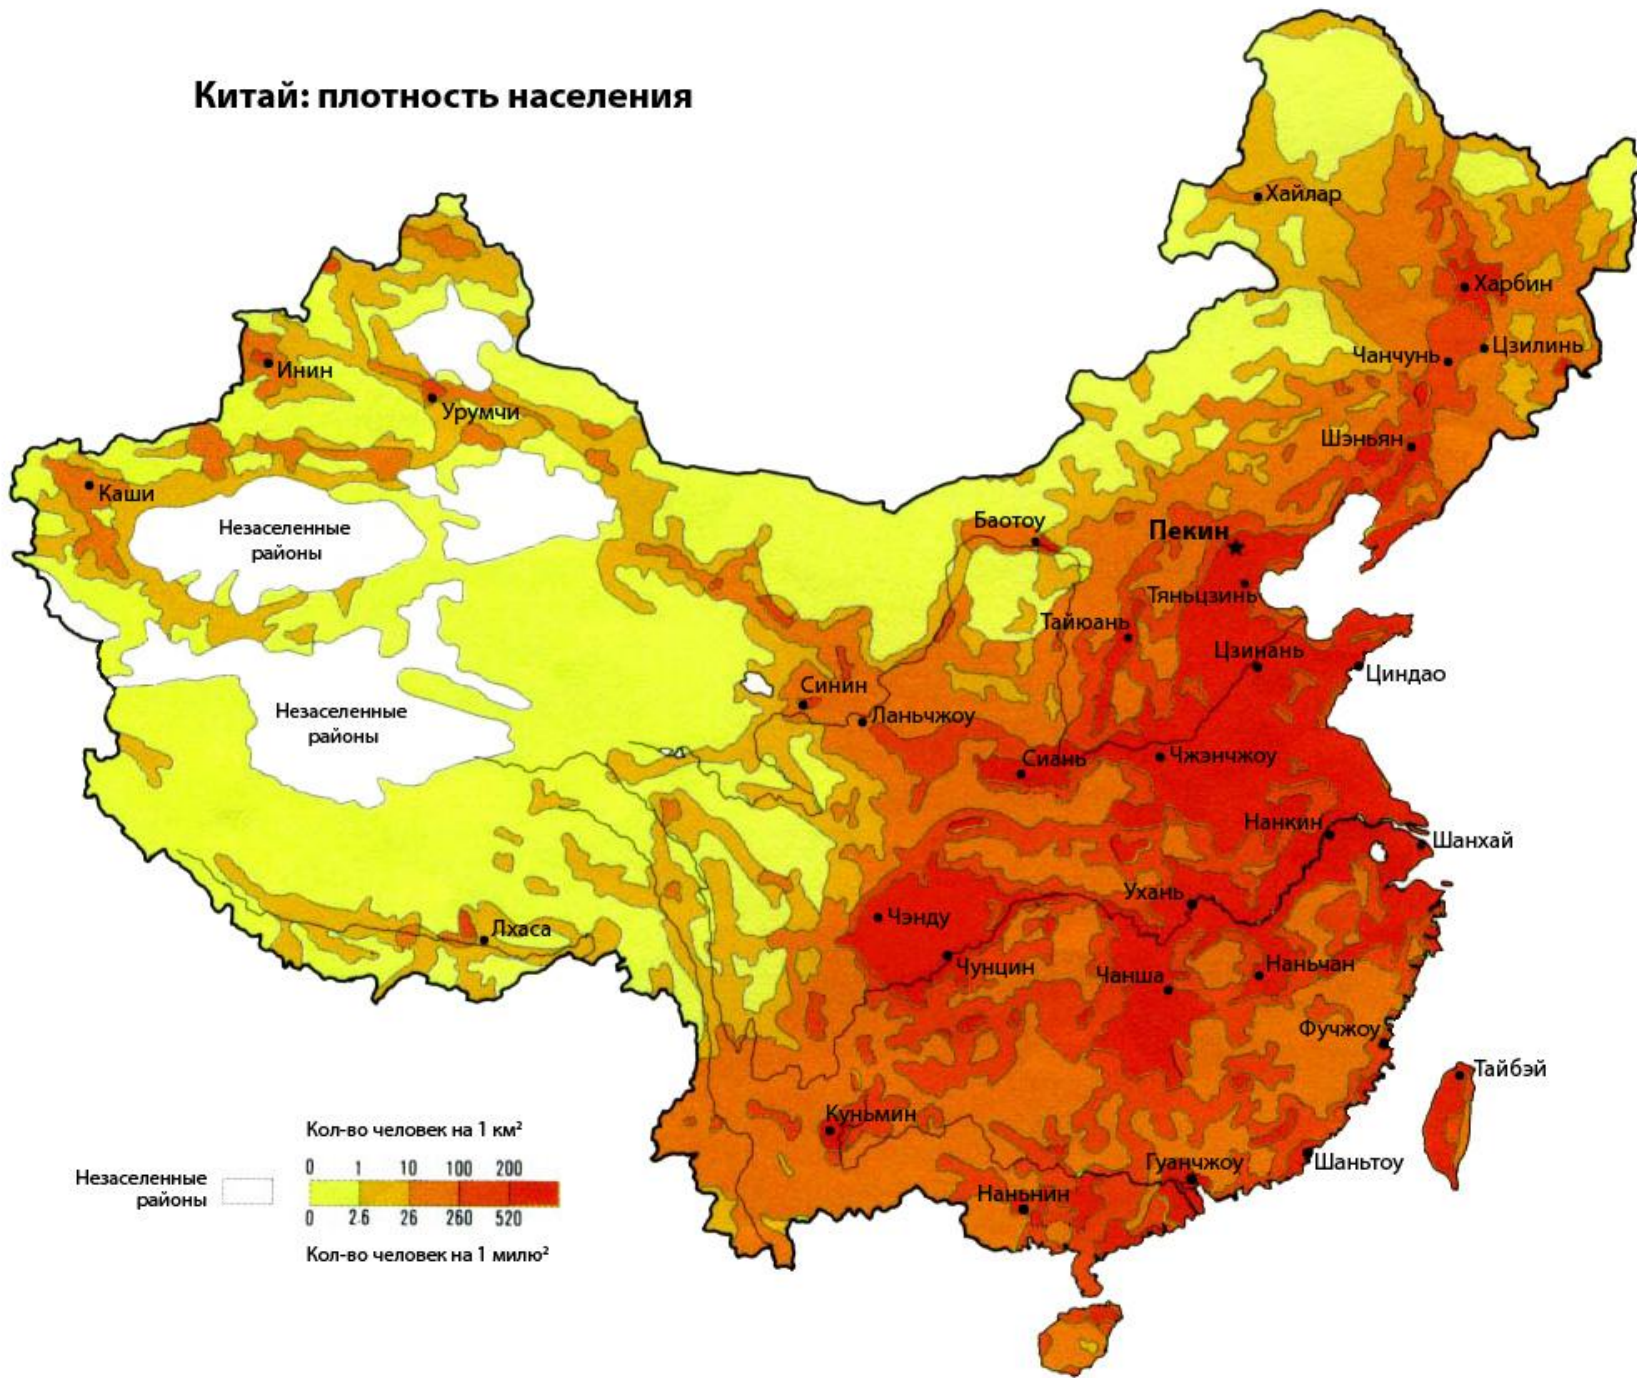 Китай: плотность населения
Хайлар
Харбин
Цзилинь
Чанчунь
Инин
Урумчи
Шэньян
Каши
Незаселенные
районы
Баотоу
Пекин
Тяньцзинь
Тайюань
Цзинань
Циндао
Синин
Незаселенные
районы
Ланьчжоу
Сиань
Чжэнчжоу
Нанкин
Шанхай
Ухань
Чэнду
Лхаса
Чунцин
Чанша
Наньчан
Фучжоу
Тайбэй
Куньмин
Гуанчжоу
Шаньтоу
Наньнин
Кол-во человек на 1 км²
0 1 10 100 200
Незаселенные
районы
0 2.6 26 260 520
Кол-во человек на 1 милю²